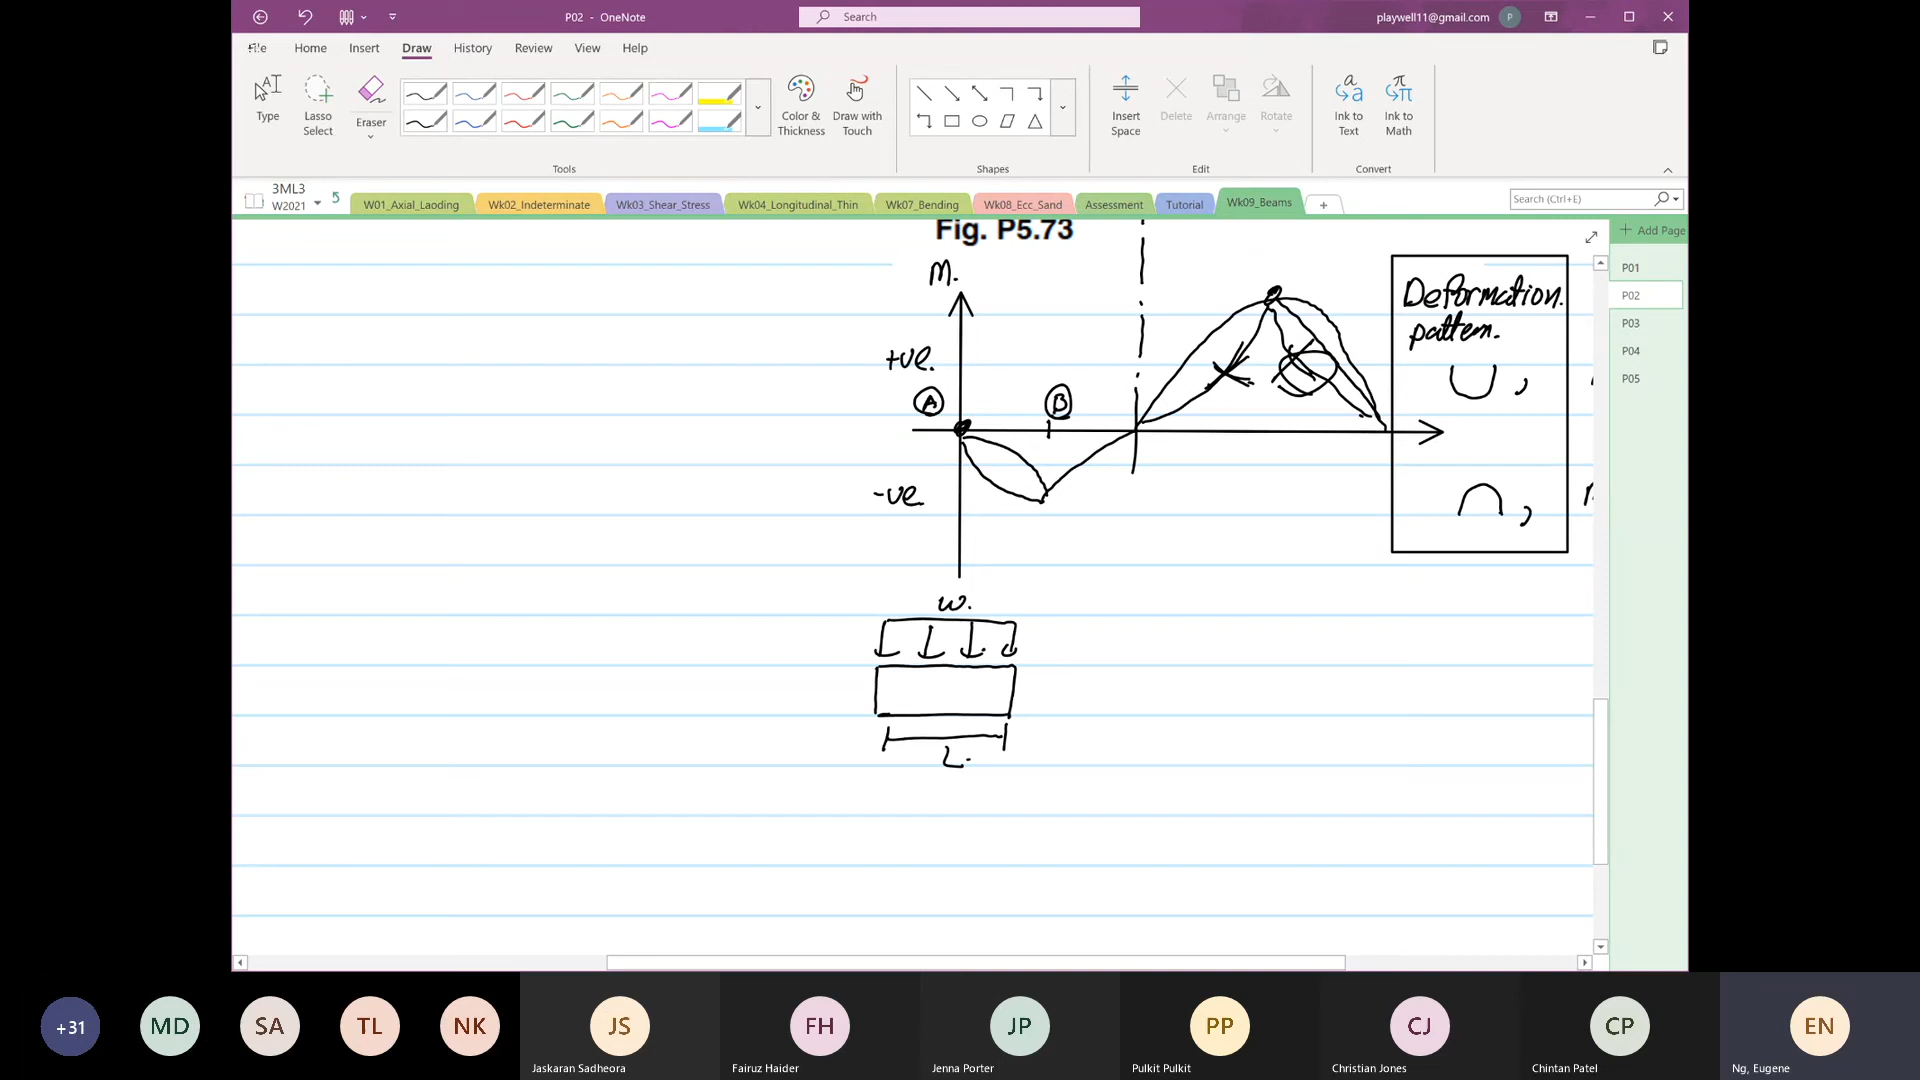 P02 - OneNote
Search
playwell11@gmail.com
P
File
Home
Insert
Draw
History
Review
View
Help
Type
Lasso Select
Eraser
Color & Thickness
Draw with Touch
Insert Space
Delete
Arrange
Rotate
Ink to Text
Ink to Math
Tools
Shapes
Edit
Convert
3ML3
W2021
W01_Axial_Laoding
Wk02_Indeterminate
Wk03_Shear_Stress
Wk04_Longitudinal_Thin
Wk07_Bending
Wk08_Ecc_Sand
Assessment
Tutorial
Wk09_Beams
Search (Ctrl+E)
Add Page
P01
P02
P03
P04
P05
Fig. P5.73
M.
+ve.
A
B
-ve
Deformation.
pattern.
w.
L.
+31
MD
SA
TL
NK
JS
FH
JP
PP
CJ
CP
EN
Jaskaran Sadheora
Fairuz Haider
Jenna Porter
Pulkit Pulkit
Christian Jones
Chintan Patel
Ng, Eugene